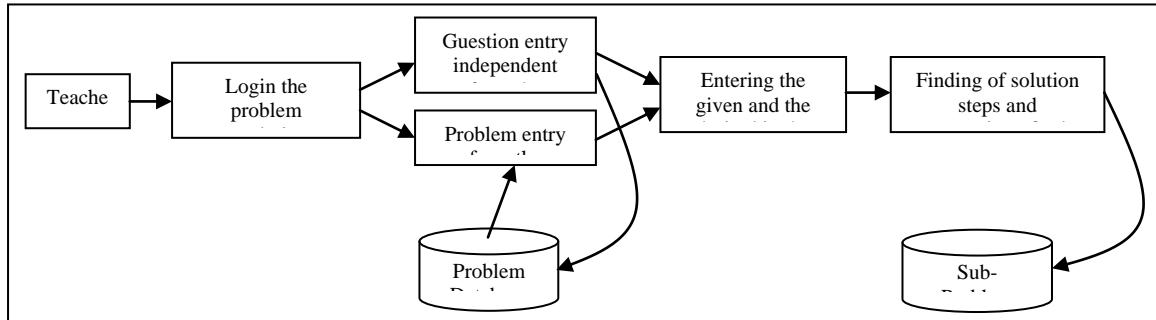 Teache
Login the
problem
Guestion entry
independent
Problem entry
Entering the
given and the
Finding of solution
steps and
Problem
Sub-